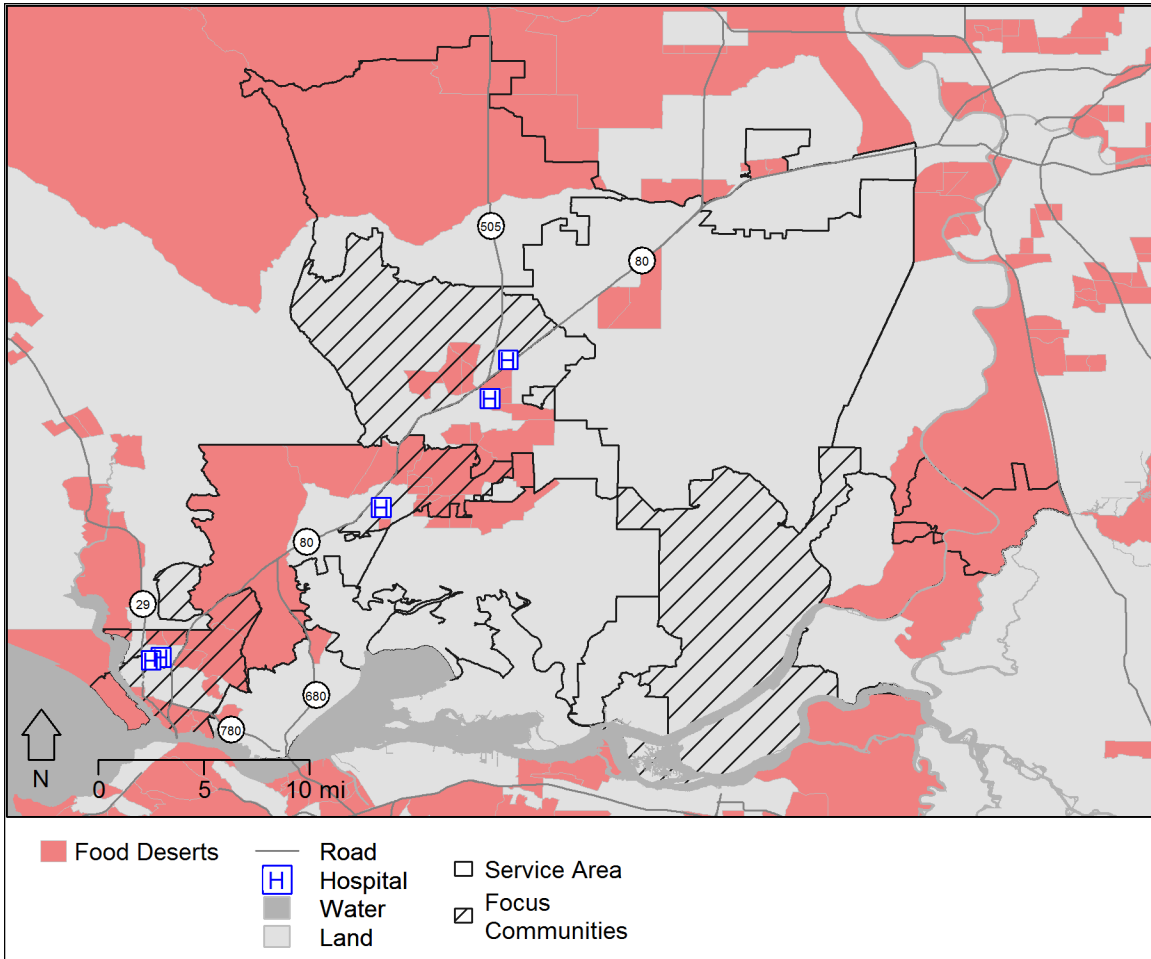 505
80
H
H
H
80
29
H
H
680
780
N
0 5 10 mi
Food Deserts
Road
H Hospital
Water
Land
Service Area
Focus
Communities